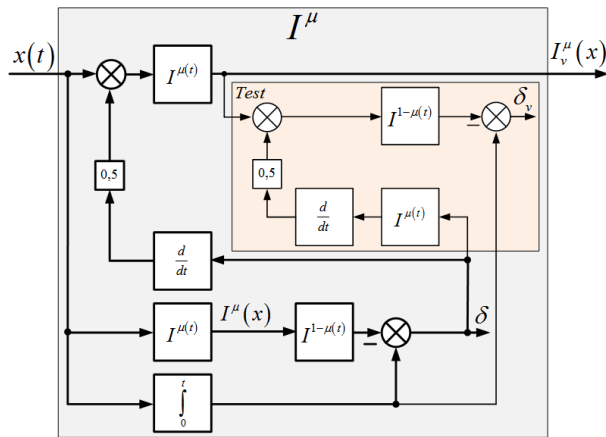 I^μ
x(t)
I^{μ(t)}
I_v^μ(x)
Test
I^{1−μ(t)}
δ_v
−
0,5
0,5
d/dt
I^{μ(t)}
d/dt
I^{μ(t)}
I^μ(x)
I^{1−μ(t)}
−
δ
∫_0^t